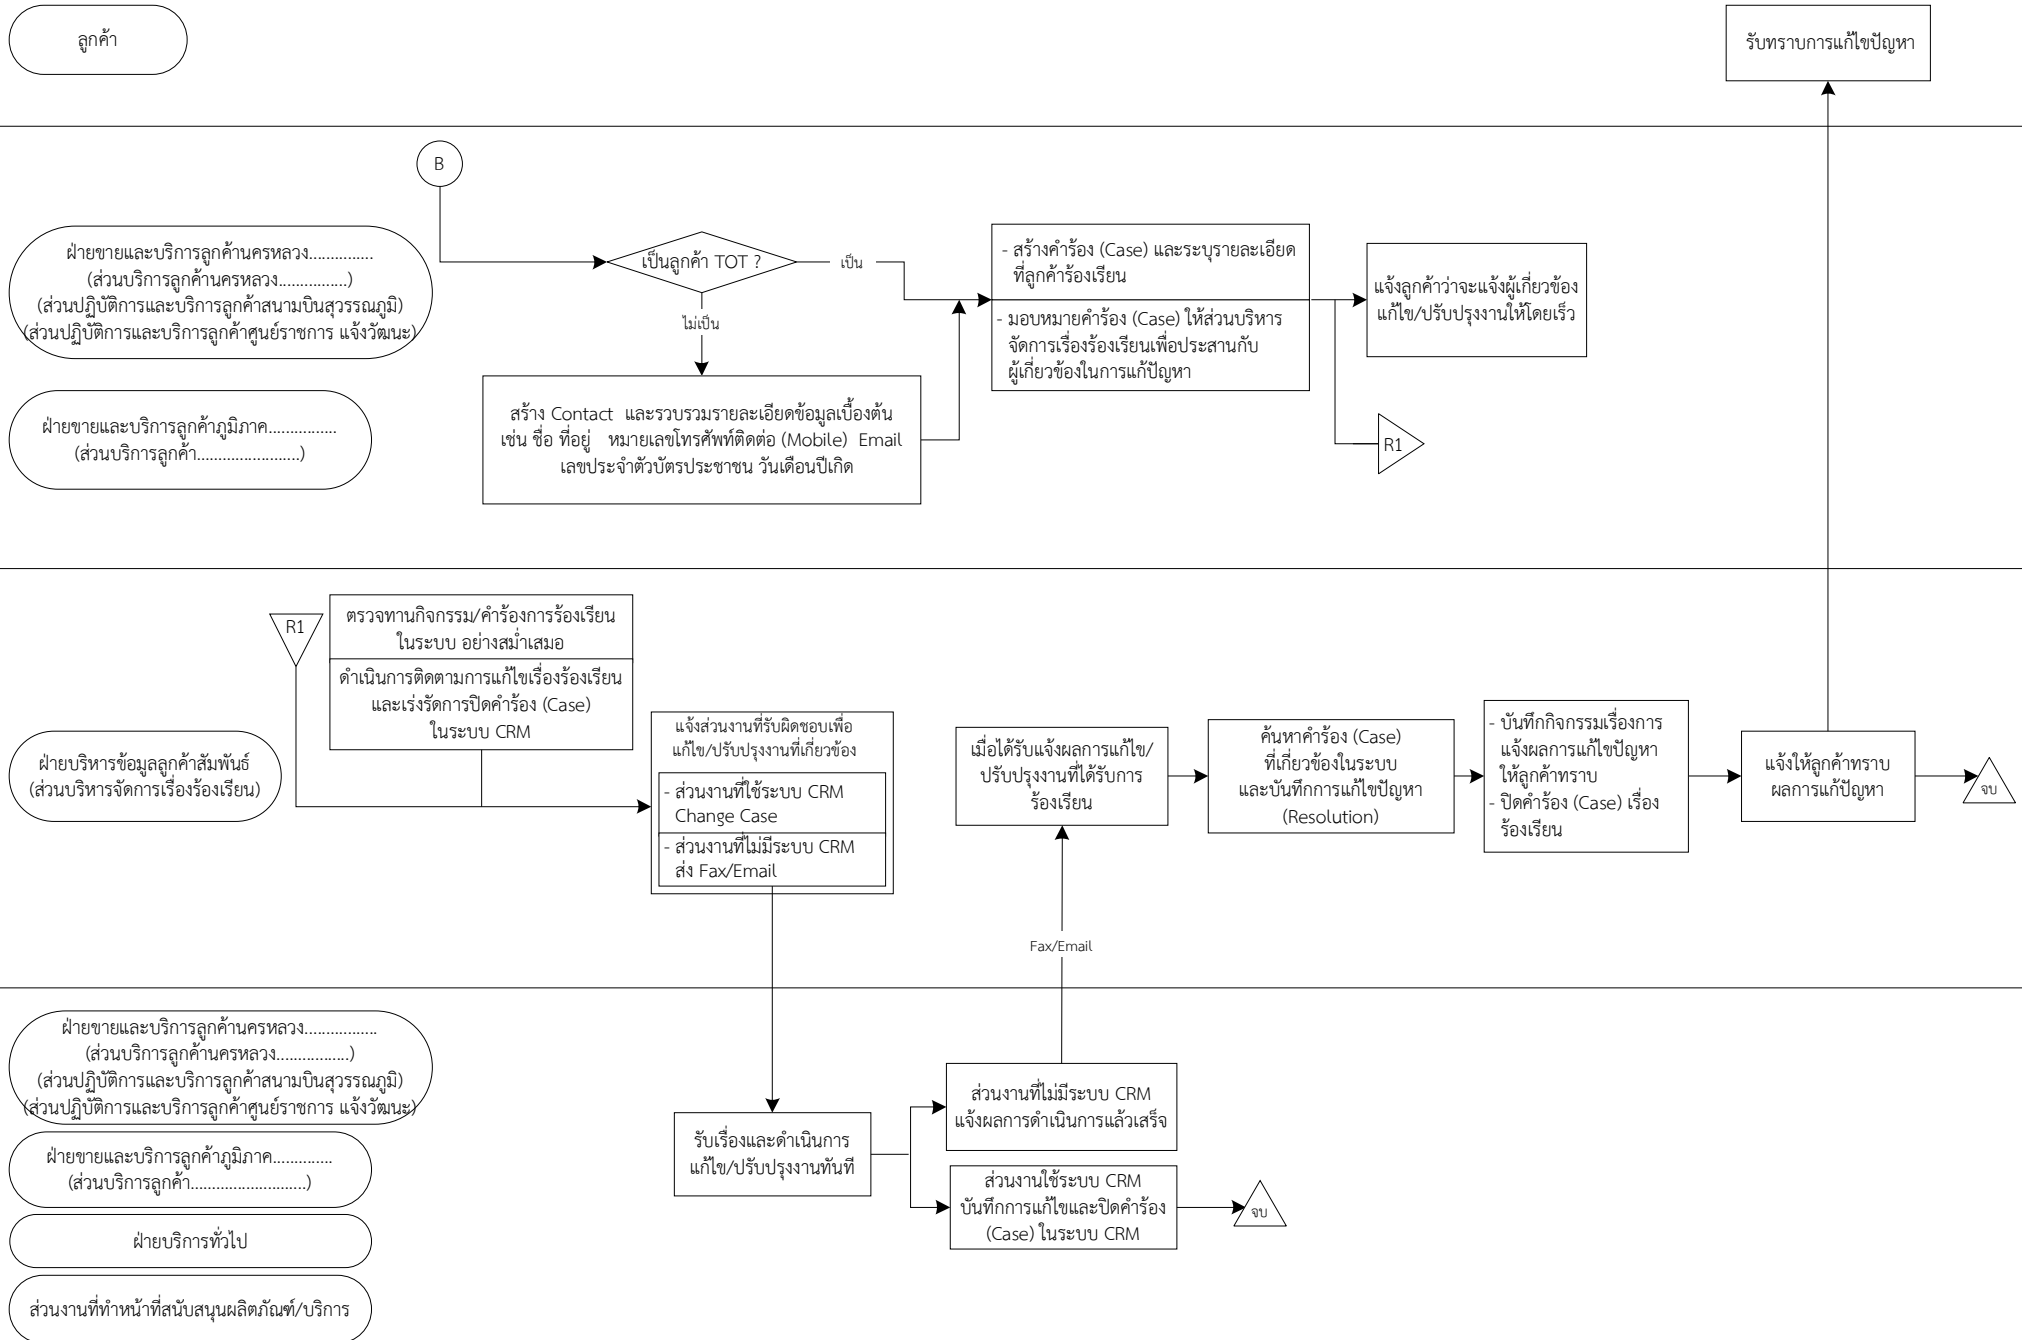 ลูกค้า
รับทราบการแก้ไขปัญหา
B
ฝ่ายขายและบริการลูกค้านครหลวง...............
(ส่วนบริการลูกค้านครหลวง...............)
(ส่วนปฏิบัติการและบริการลูกค้าสนามบินสุวรรณภูมิ)
(ส่วนปฏิบัติการและบริการลูกค้าศูนย์ราชการ แจ้งวัฒนะ)
เป็นลูกค้า TOT ?
เป็น
ไม่เป็น
- สร้างคำร้อง (Case) และระบุรายละเอียด
ที่ลูกค้าร้องเรียน
- มอบหมายคำร้อง (Case) ให้ส่วนบริหาร
จัดการเรื่องร้องเรียนเพื่อประสานกับ
ผู้เกี่ยวข้องในการแก้ปัญหา
แจ้งลูกค้าว่าจะแจ้งผู้เกี่ยวข้อง
แก้ไข/ปรับปรุงงานให้โดยเร็ว
ฝ่ายขายและบริการลูกค้าภูมิภาค...............
(ส่วนบริการลูกค้า.......................)
สร้าง Contact และรวบรวมรายละเอียดข้อมูลเบื้องต้น
เช่น ชื่อ ที่อยู่ หมายเลขโทรศัพท์ติดต่อ (Mobile) Email
เลขประจำตัวบัตรประชาชน วันเดือนปีเกิด
R1
R1
ตรวจทานกิจกรรม/คำร้องการร้องเรียน
ในระบบ อย่างสม่ำเสมอ
ดำเนินการติดตามการแก้ไขเรื่องร้องเรียน
และเร่งรัดการปิดคำร้อง (Case)
ในระบบ CRM
ฝ่ายบริหารข้อมูลลูกค้าสัมพันธ์
(ส่วนบริหารจัดการเรื่องร้องเรียน)
แจ้งส่วนงานที่รับผิดชอบเพื่อ
แก้ไข/ปรับปรุงงานที่เกี่ยวข้อง
- ส่วนงานที่ใช้ระบบ CRM
Change Case
- ส่วนงานที่ไม่มีระบบ CRM
ส่ง Fax/Email
เมื่อได้รับแจ้งผลการแก้ไข/
ปรับปรุงงานที่ได้รับการ
ร้องเรียน
ค้นหาคำร้อง (Case)
ที่เกี่ยวข้องในระบบ
และบันทึกการแก้ไขปัญหา
(Resolution)
- บันทึกกิจกรรมเรื่องการ
แจ้งผลการแก้ไขปัญหา
ให้ลูกค้าทราบ
- ปิดคำร้อง (Case) เรื่อง
ร้องเรียน
แจ้งให้ลูกค้าทราบ
ผลการแก้ปัญหา
จบ
Fax/Email
ฝ่ายขายและบริการลูกค้านครหลวง.................
(ส่วนบริการลูกค้านครหลวง.................)
(ส่วนปฏิบัติการและบริการลูกค้าสนามบินสุวรรณภูมิ)
(ส่วนปฏิบัติการและบริการลูกค้าศูนย์ราชการ แจ้งวัฒนะ)
ฝ่ายขายและบริการลูกค้าภูมิภาค..............
(ส่วนบริการลูกค้า..........................)
ฝ่ายบริการทั่วไป
ส่วนงานที่ทำหน้าที่สนับสนุนผลิตภัณฑ์/บริการ
รับเรื่องและดำเนินการ
แก้ไข/ปรับปรุงงานทันที
ส่วนงานที่ไม่มีระบบ CRM
แจ้งผลการดำเนินการแล้วเสร็จ
ส่วนงานใช้ระบบ CRM
บันทึกการแก้ไขและปิดคำร้อง
(Case) ในระบบ CRM
จบ